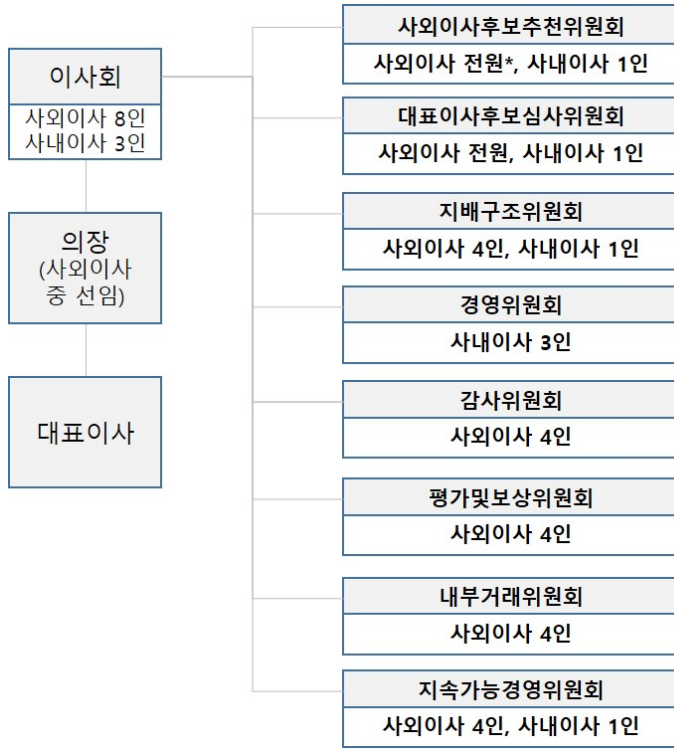 이사회
사외이사 8인
사내이사 3인
의장
(사외이사
중 선임)
대표이사
사외이사후보추천위원회
사외이사 전원*, 사내이사 1인
대표이사후보심사위원회
사외이사 전원, 사내이사 1인
지배구조위원회
사외이사 4인, 사내이사 1인
경영위원회
사내이사 3인
감사위원회
사외이사 4인
평가및보상위원회
사외이사 4인
내부거래위원회
사외이사 4인
지속가능경영위원회
사외이사 4인, 사내이사 1인